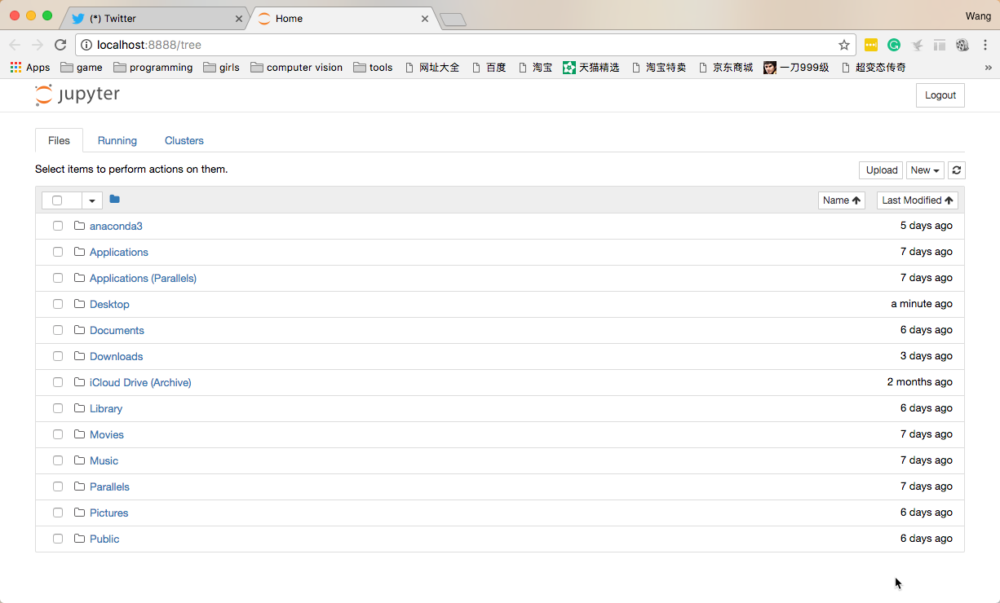 (*) Twitter Home Wang
localhost:8888/tree
Apps game programming girls computer vision tools 网址大全 百度 淘宝 天猫精选 淘宝特卖 京东商城 一刀999级 超变态传奇 »
jupyter Logout
Files Running Clusters
Select items to perform actions on them. Upload New
Name Last Modified
anaconda3 5 days ago
Applications 7 days ago
Applications (Parallels) 7 days ago
Desktop a minute ago
Documents 6 days ago
Downloads 3 days ago
iCloud Drive (Archive) 2 months ago
Library 6 days ago
Movies 7 days ago
Music 7 days ago
Parallels 7 days ago
Pictures 6 days ago
Public 6 days ago